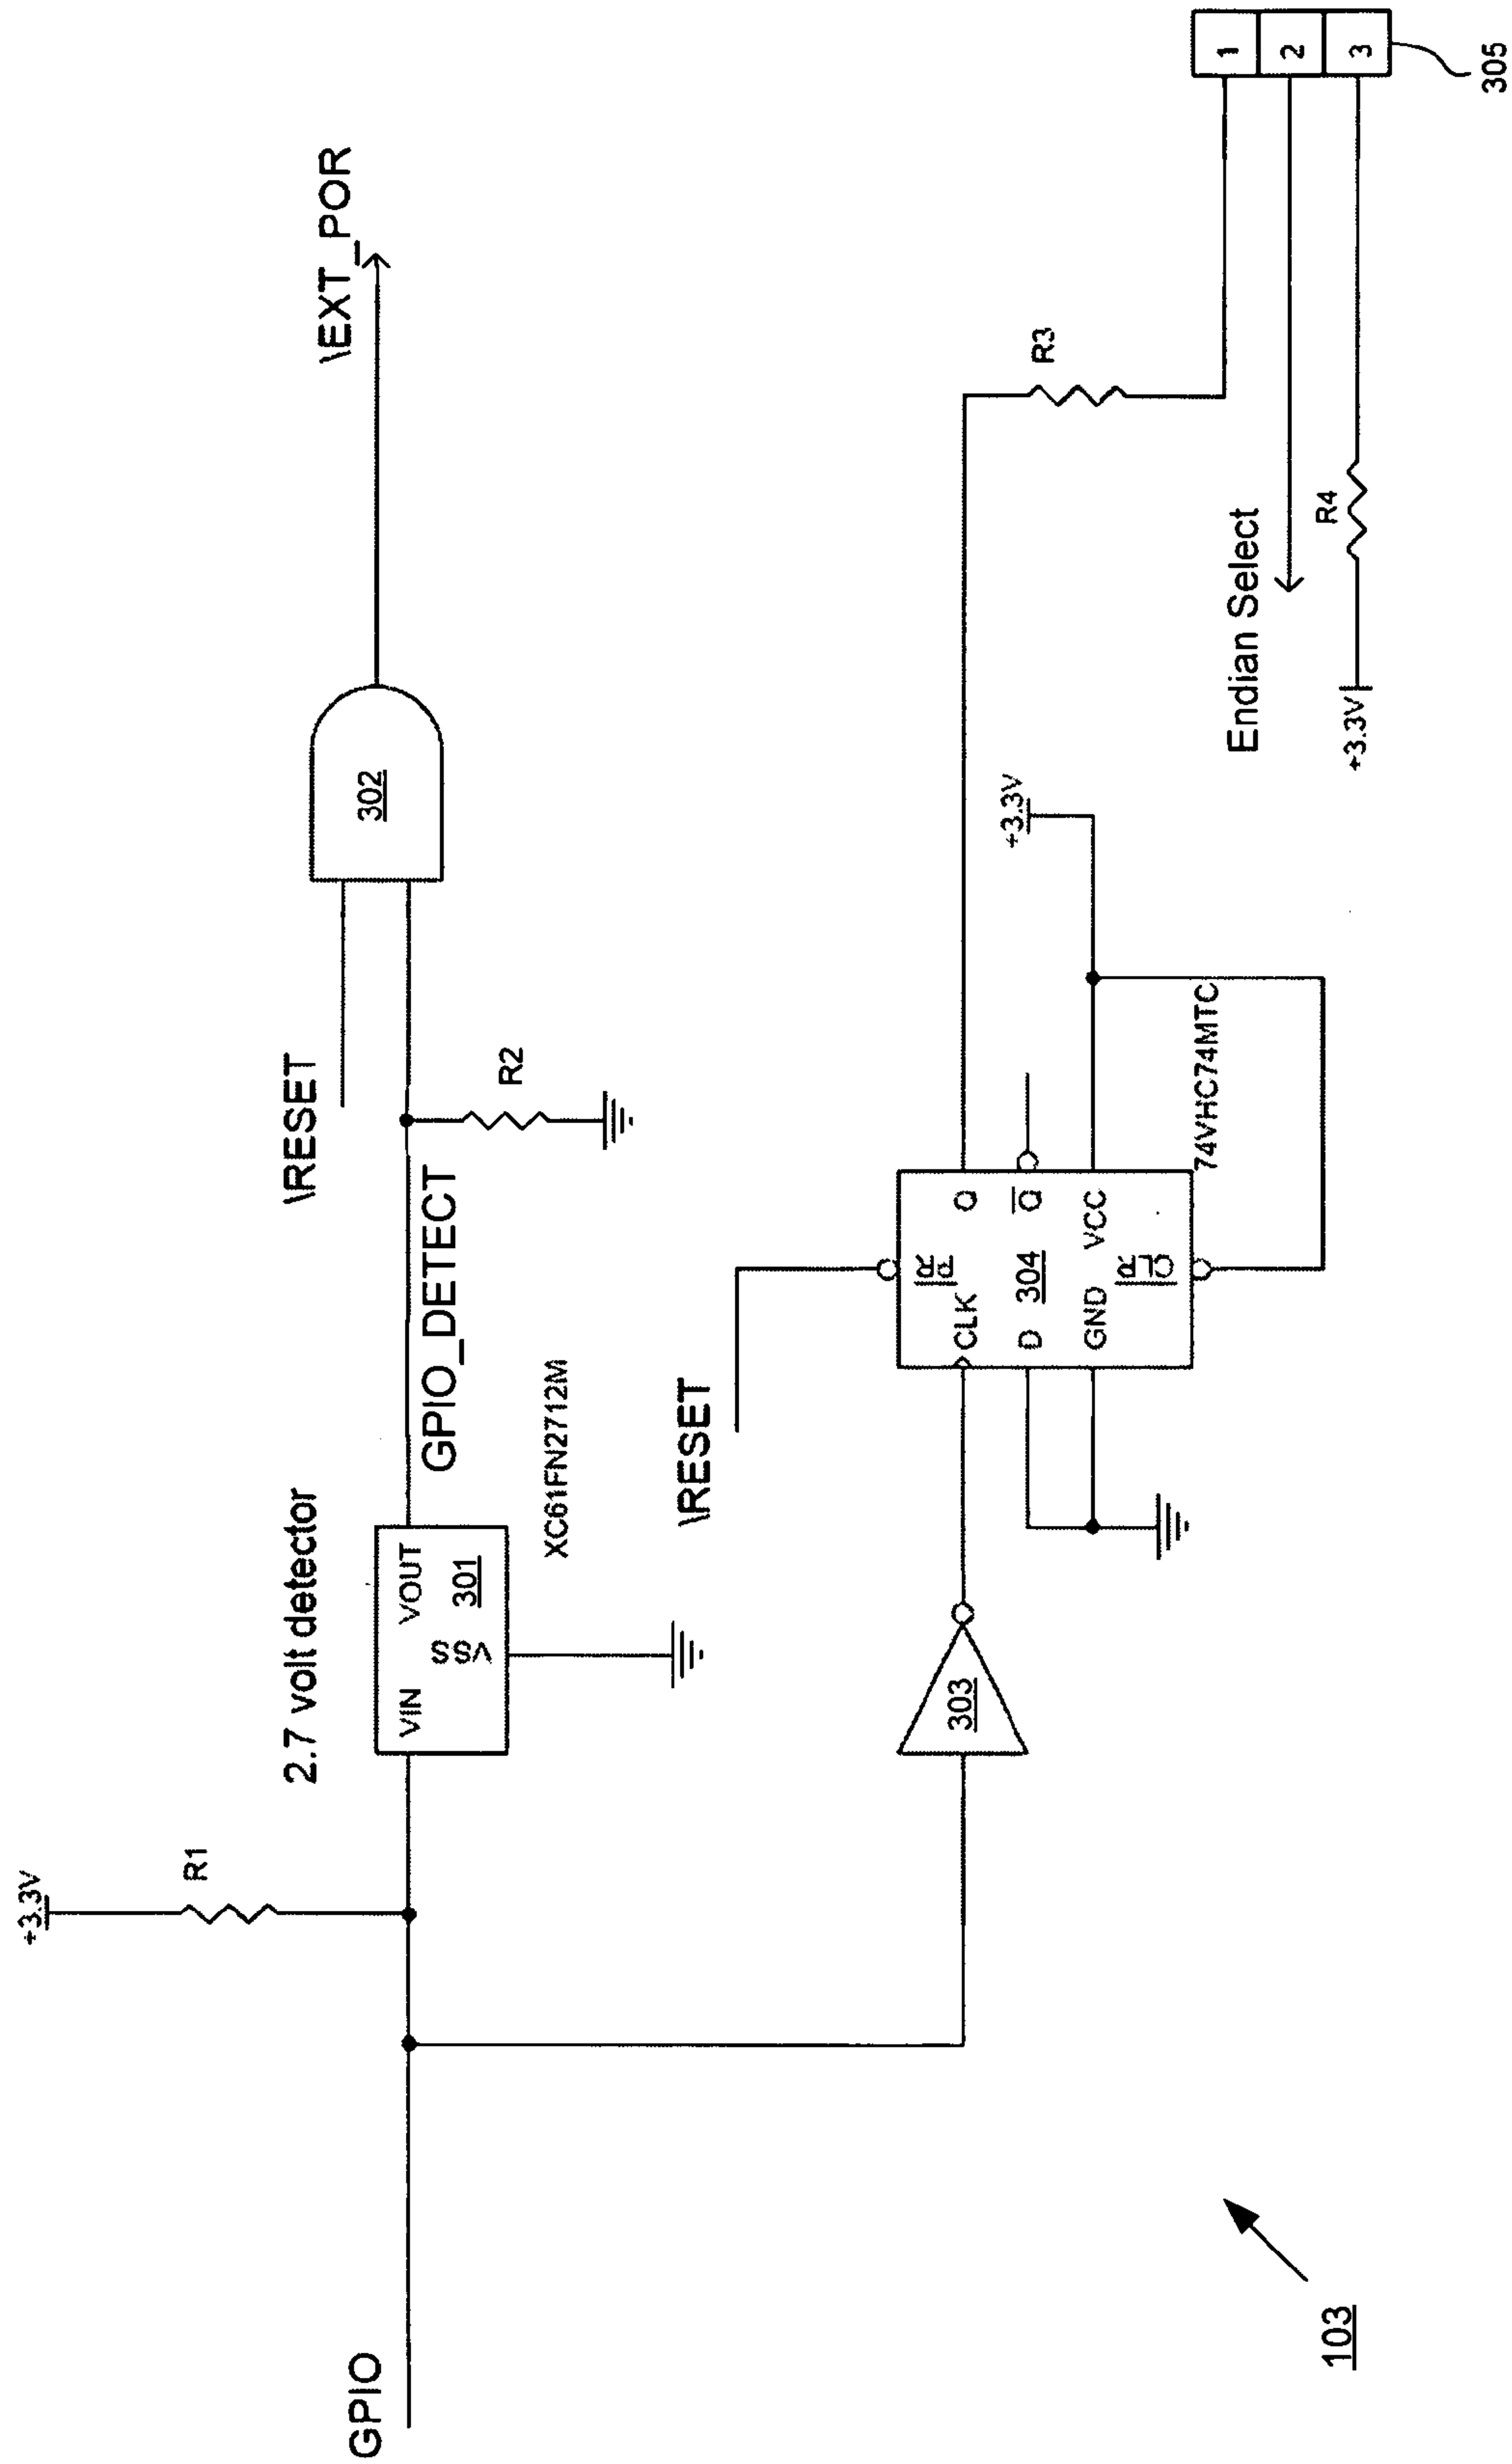 +3.3V
R1
2.7 volt detector
\RESET
\EXT_POR
GPIO
VIN
VOUT
VSS
301
GPIO_DETECT
302
R2
XC61FN2712M
\RESET
303
PR
CLK
Q
D
304
Q
GND
VCC
CLR
74VHC74MTC
+3.3V
R3
Endian Select
+3.3V
R4
1
2
3
305
103